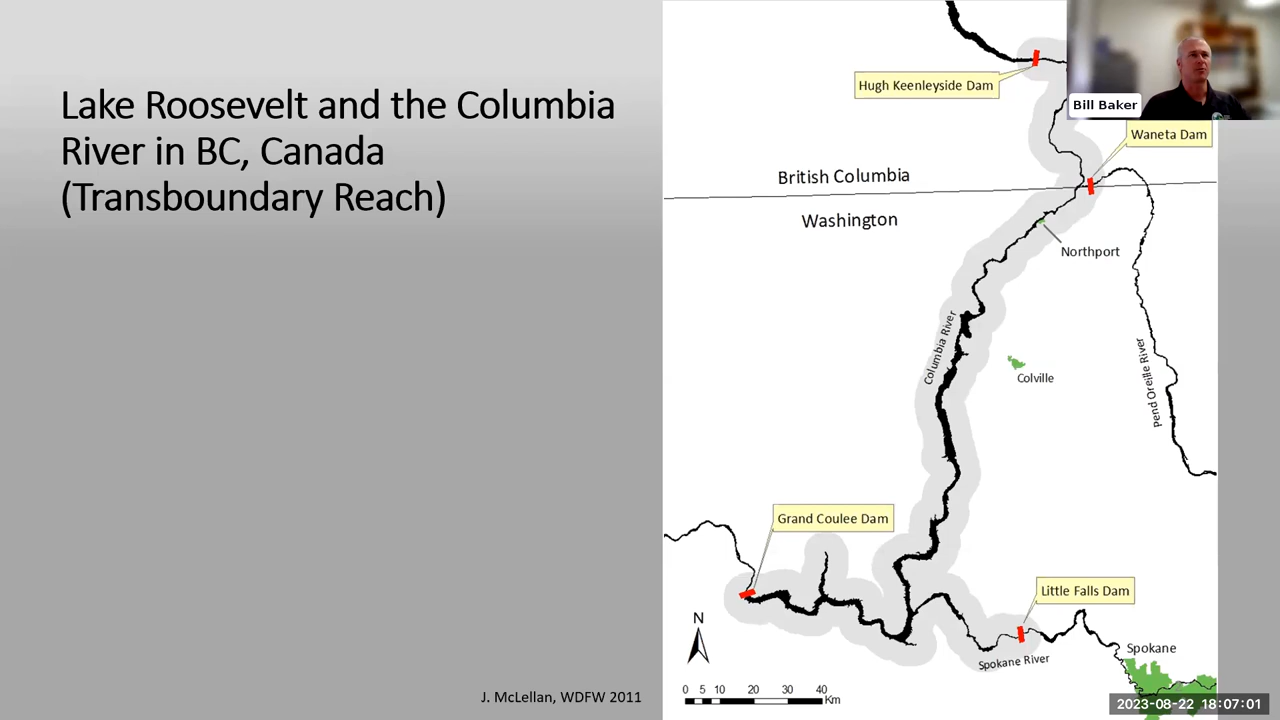 Lake Roosevelt and the Columbia
River in BC, Canada
(Transboundary Reach)
Hugh Keenleyside Dam
Bill Baker
Waneta Dam
British Columbia
Washington
Northport
Columbia River
Colville
Pend Oreille River
Grand Coulee Dam
Little Falls Dam
N
Spokane
Spokane River
0 5 10 20 30 40
Km
J. McLellan, WDFW 2011
2023-08-22 18:07:01